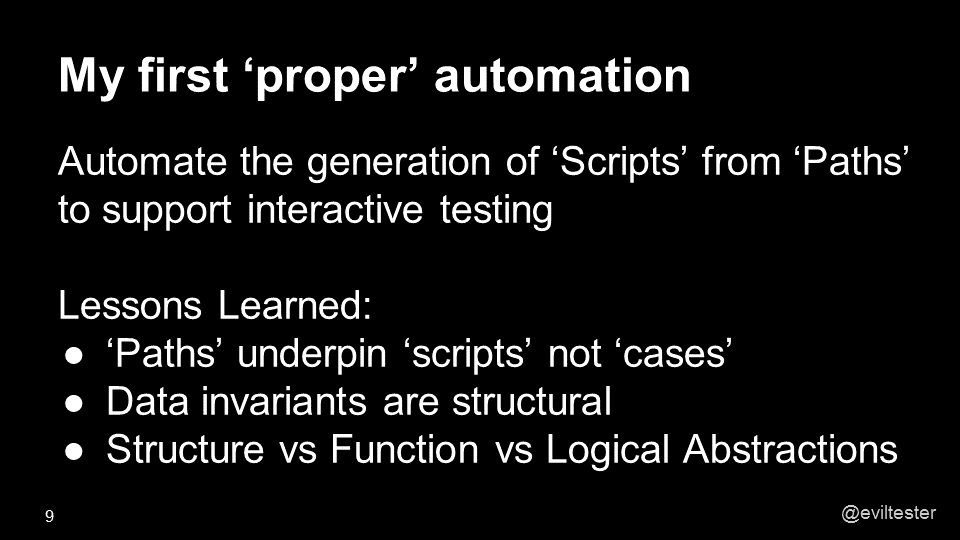 My first ‘proper’ automation
Automate the generation of ‘Scripts’ from ‘Paths’
to support interactive testing
Lessons Learned:
● ‘Paths’ underpin ‘scripts’ not ‘cases’
● Data invariants are structural
● Structure vs Function vs Logical Abstractions
9
@eviltester